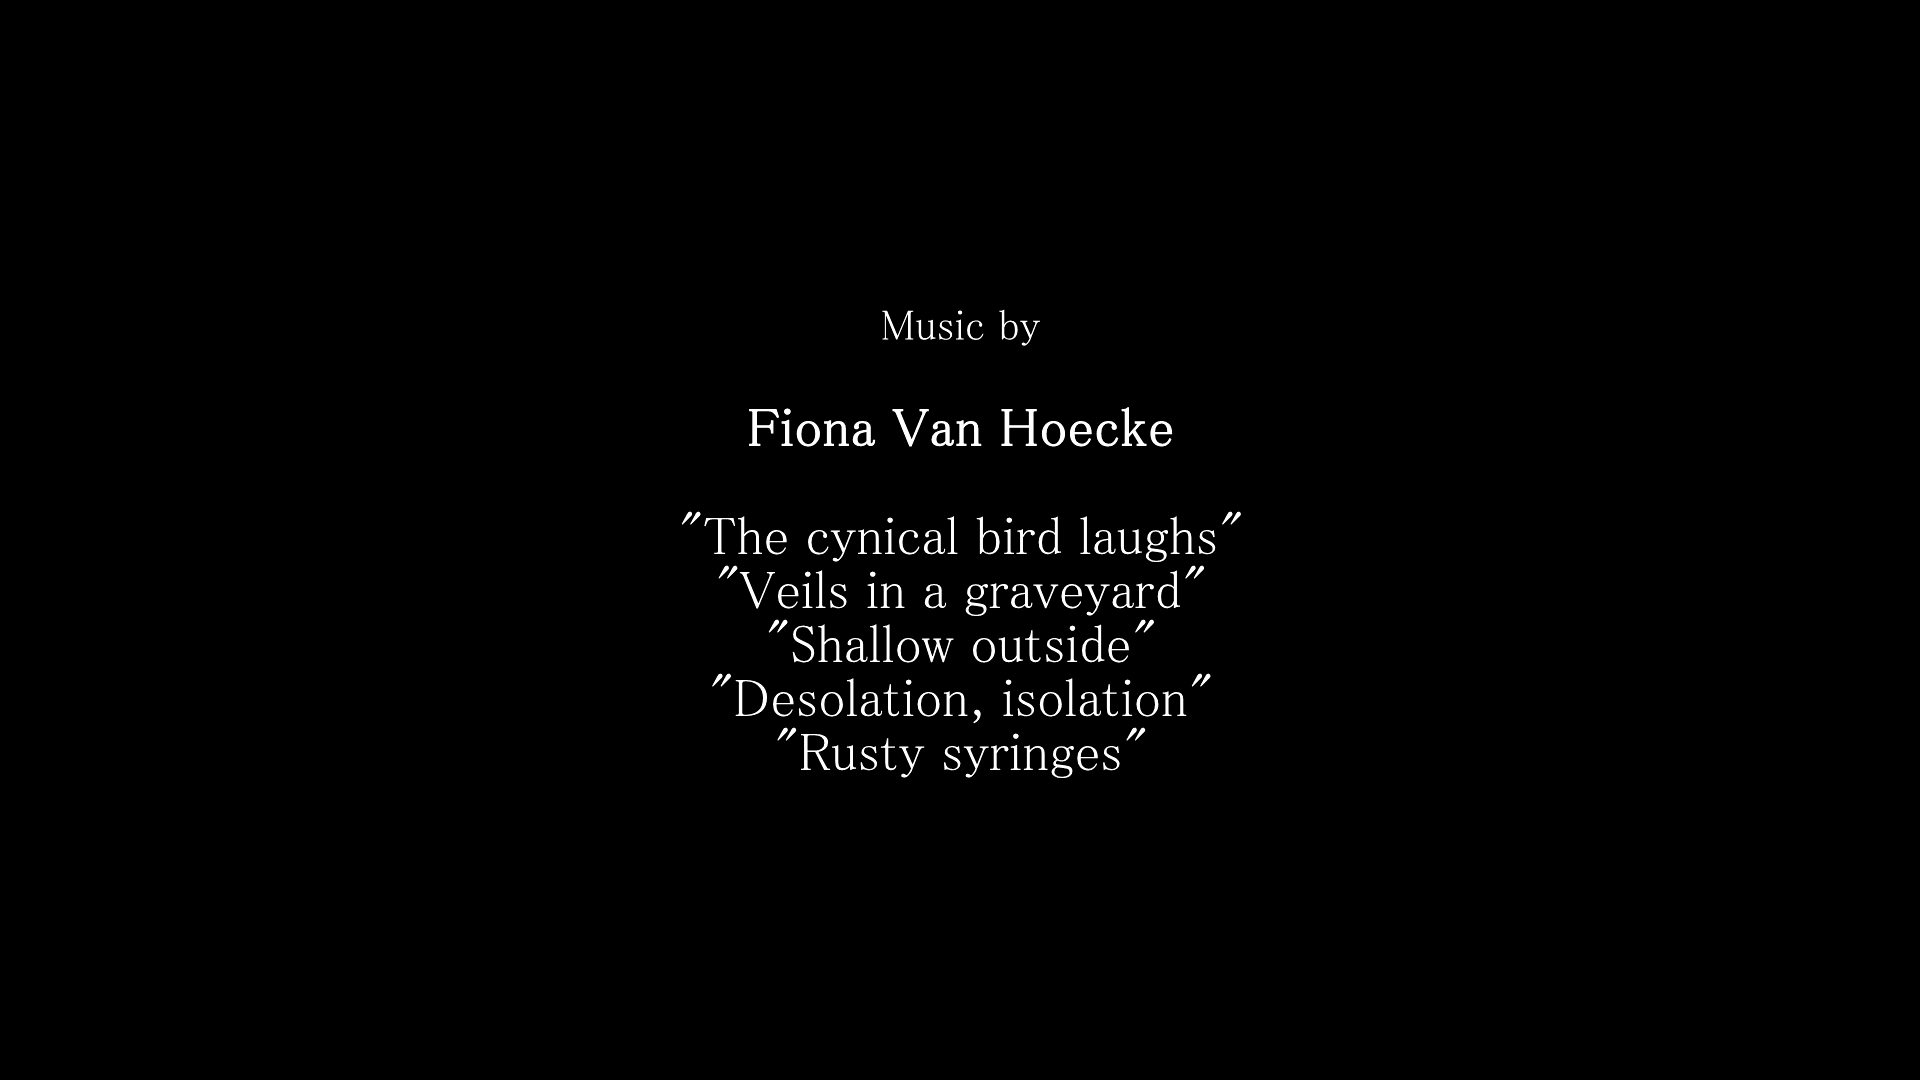 Music by
Fiona Van Hoecke
"The cynical bird laughs"
"Veils in a graveyard"
"Shallow outside"
"Desolation, isolation"
"Rusty syringes"